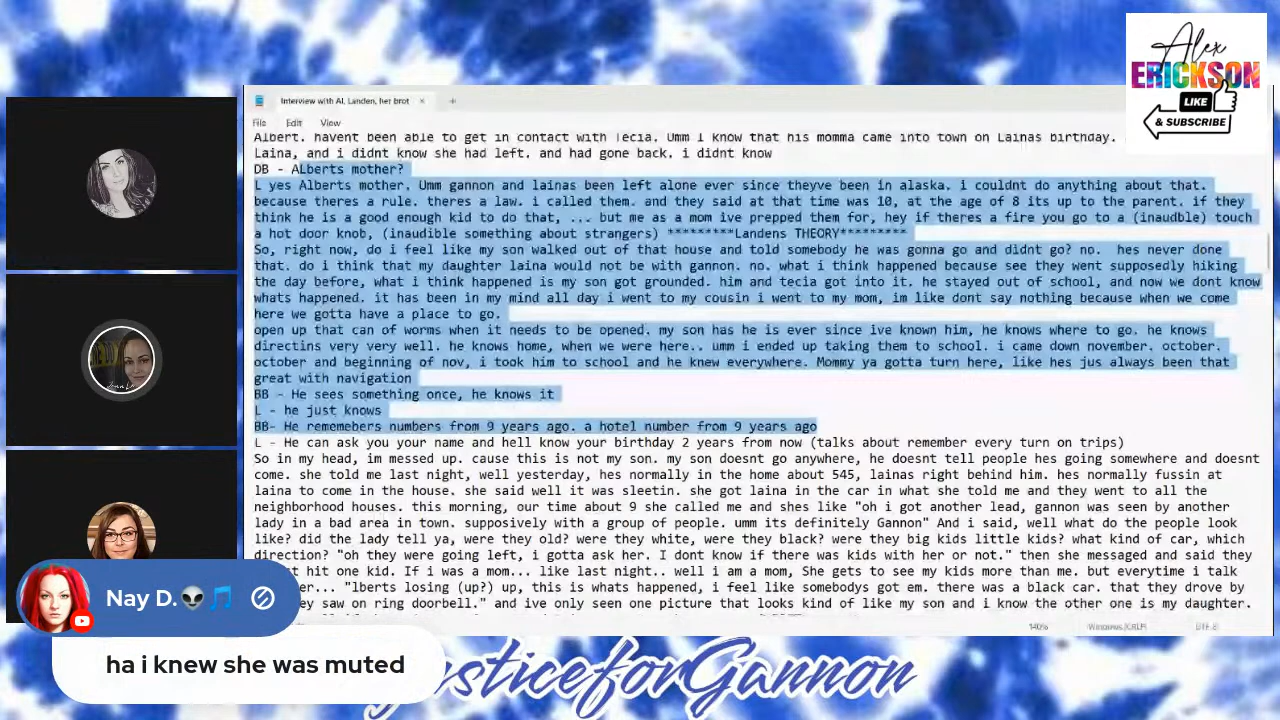 Alex
ERICKSON
LIKE
& SUBSCRIBE
Interview with Al, Landen, her brot × +
File Edit View
Albert. havent been able to get in contact with Tecia. Umm I know that his momma came into town on Lainas birthday.
Laina, and i didnt know she had left. and had gone back. i didnt know
DB - Alberts mother?
L yes Alberts mother. Umm gannon and lainas been left alone ever since theyve been in alaska. i couldnt do anything about that.
because theres a rule. theres a law. i called them. and they said at that time was 10, at the age of 8 its up to the parent. if they
think he is a good enough kid to do that, ... but me as a mom ive prepped them for, hey if theres a fire you go to a (inaudble) touch
a hot door knob, (inaudible something about strangers) *********Landens THEORY*********
So, right now, do i feel like my son walked out of that house and told somebody he was gonna go and didnt go? no. hes never done
that. do i think that my daughter laina would not be with gannon. no. what i think happened because see they went supposedly hiking
the day before, what i think happened is my son got grounded. him and tecia got into it. he stayed out of school, and now we dont know
whats happened. it has been in my mind all day i went to my cousin i went to my mom, im like dont say nothing because when we come
here we gotta have a place to go.
open up that can of worms when it needs to be opened. my son has he is ever since ive known him, he knows where to go. he knows
directins very very well. he knows home, when we were here.. umm i ended up taking them to school. i came down november. october.
october and beginning of nov, i took him to school and he knew everywhere. Mommy ya gotta turn here, like hes jus always been that
great with navigation
BB - He sees something once, he knows it
L - he just knows
BB- He rememehebers numbers from 9 years ago. a hotel number from 9 years ago
L - He can ask you your name and hell know your birthday 2 years from now (talks about remember every turn on trips)
So in my head, im messed up. cause this is not my son. my son doesnt go anywhere, he doesnt tell people hes going somewhere and doesnt
come. she told me last night, well yesterday, hes normally in the home about 545, lainas right behind him. hes normally fussin at
laina to come in the house. she said well it was sleetin. she got laina in the car in what she told me and they went to all the
neighborhood houses. this morning, our time about 9 she called me and shes like "oh i got another lead, gannon was seen by another
lady in a bad area in town. supposively with a group of people. umm its definitely Gannon" And i said, well what do the people look
like? did the lady tell ya, were they old? were they white, were they black? were they big kids little kids? what kind of car, which
direction? "oh they were going left, i gotta ask her. I dont know if there was kids with her or not." then she messaged and said they
t hit one kid. If i was a mom... like last night.. well i am a mom, She gets to see my kids more than me. but everytime i talk
er... "lberts losing (up?) up, this is whats happened, i feel like somebodys got em. there was a black car. that they drove by
ey saw on ring doorbell." and ive only seen one picture that looks kind of like my son and i know the other one is my daughter.
140% Windows (CRLF) UTF-8
Nay D.👽🎵
ha i knew she was muted
sticeforGannon